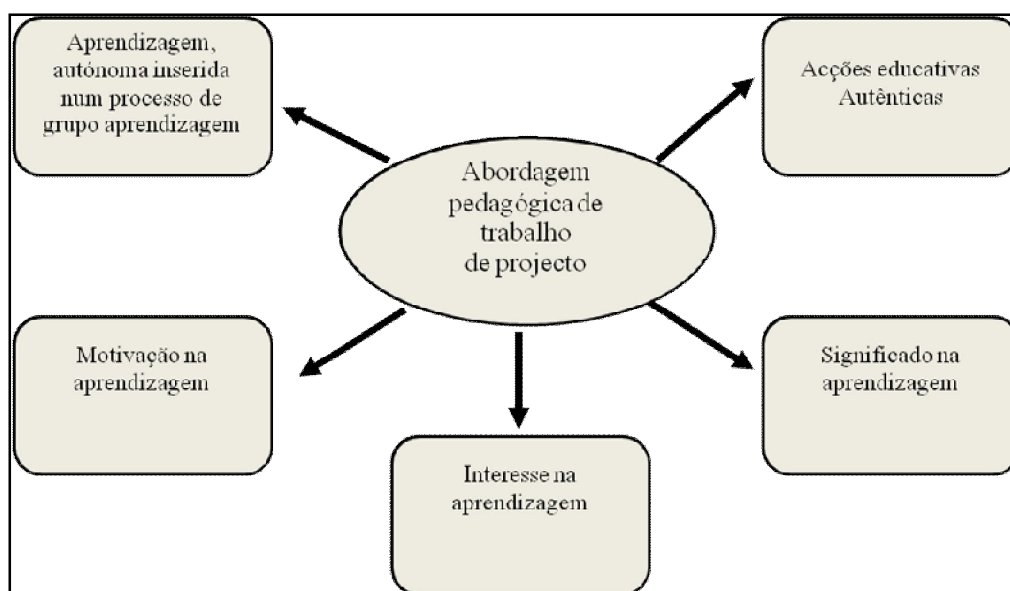 Aprendizagem,
autónoma inserida
num processo de
grupo aprendizagem
Acções educativas
Autênticas
Abordagem
pedagógica de
trabalho
de projecto
Motivação na
aprendizagem
Significado na
aprendizagem
Interesse na
aprendizagem